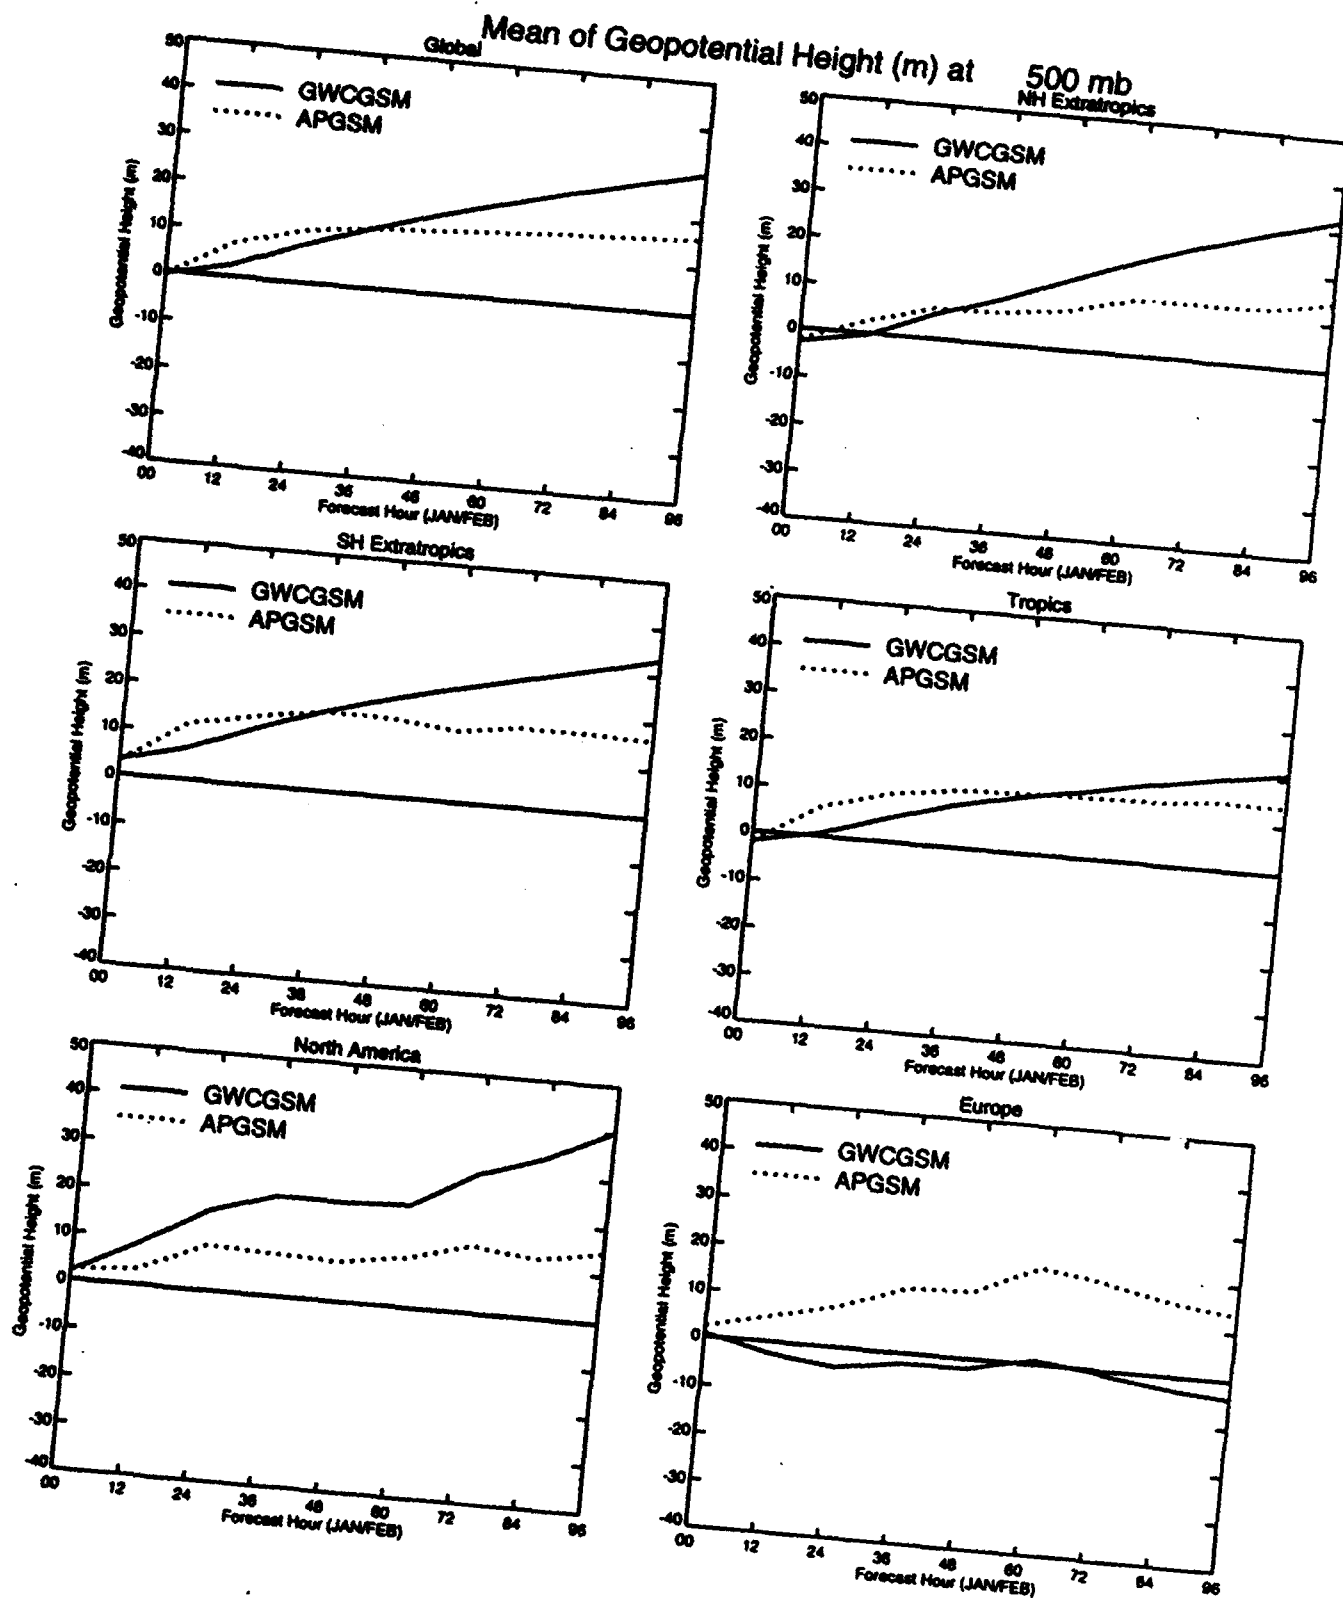 Mean of Geopotential Height (m) at 500 mb
Global
GWCGSM
APGSM
Geopotential Height (m)
50
40
30
20
10
0
-10
-20
-30
-40
00 12 24 36 48 60 72 84 96
Forecast Hour (JAN/FEB)
NH Extratropics
GWCGSM
APGSM
Geopotential Height (m)
50
40
30
20
10
0
-10
-20
-30
-40
00 12 24 36 48 60 72 84 96
Forecast Hour (JAN/FEB)
SH Extratropics
GWCGSM
APGSM
Geopotential Height (m)
50
40
30
20
10
0
-10
-20
-30
-40
00 12 24 36 48 60 72 84 96
Forecast Hour (JAN/FEB)
Tropics
GWCGSM
APGSM
Geopotential Height (m)
50
40
30
20
10
0
-10
-20
-30
-40
00 12 24 36 48 60 72 84 96
Forecast Hour (JAN/FEB)
North America
GWCGSM
APGSM
Geopotential Height (m)
50
40
30
20
10
0
-10
-20
-30
-40
00 12 24 36 48 60 72 84 96
Forecast Hour (JAN/FEB)
Europe
GWCGSM
APGSM
Geopotential Height (m)
50
40
30
20
10
0
-10
-20
-30
-40
00 12 24 36 48 60 72 84 96
Forecast Hour (JAN/FEB)